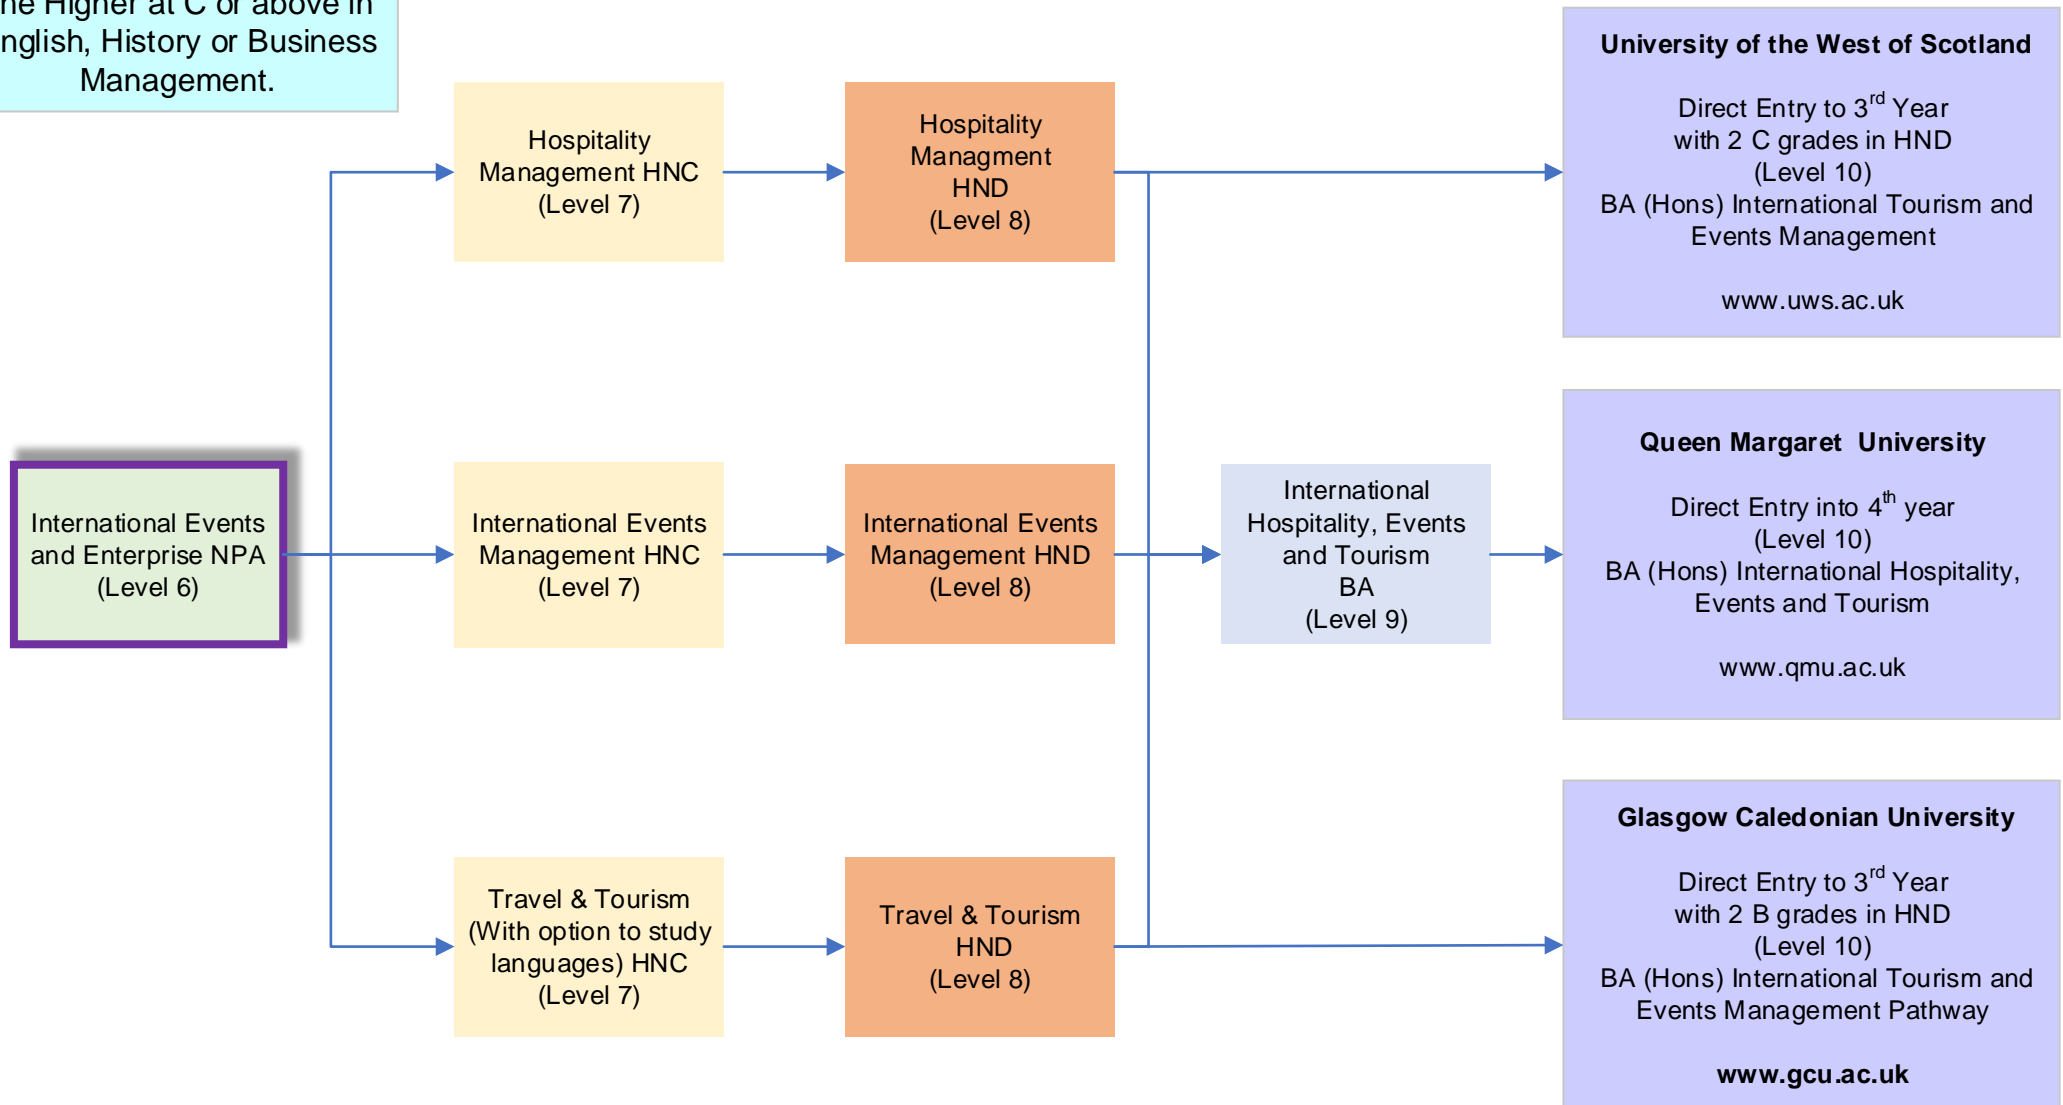 Higher at C or above in
English, History or Business
Management.
Hospitality
Management HNC
(Level 7)
Hospitality
Managment
HND
(Level 8)
University of the West of Scotland
Direct Entry to 3rd Year
with 2 C grades in HND
(Level 10)
BA (Hons) International Tourism and
Events Management
www.uws.ac.uk
International Events
and Enterprise NPA
(Level 6)
International Events
Management HNC
(Level 7)
International Events
Management HND
(Level 8)
International
Hospitality, Events
and Tourism
BA
(Level 9)
Queen Margaret University
Direct Entry into 4th year
(Level 10)
BA (Hons) International Hospitality,
Events and Tourism
www.qmu.ac.uk
Travel & Tourism
(With option to study
languages) HNC
(Level 7)
Travel & Tourism
HND
(Level 8)
Glasgow Caledonian University
Direct Entry to 3rd Year
with 2 B grades in HND
(Level 10)
BA (Hons) International Tourism and
Events Management Pathway
www.gcu.ac.uk